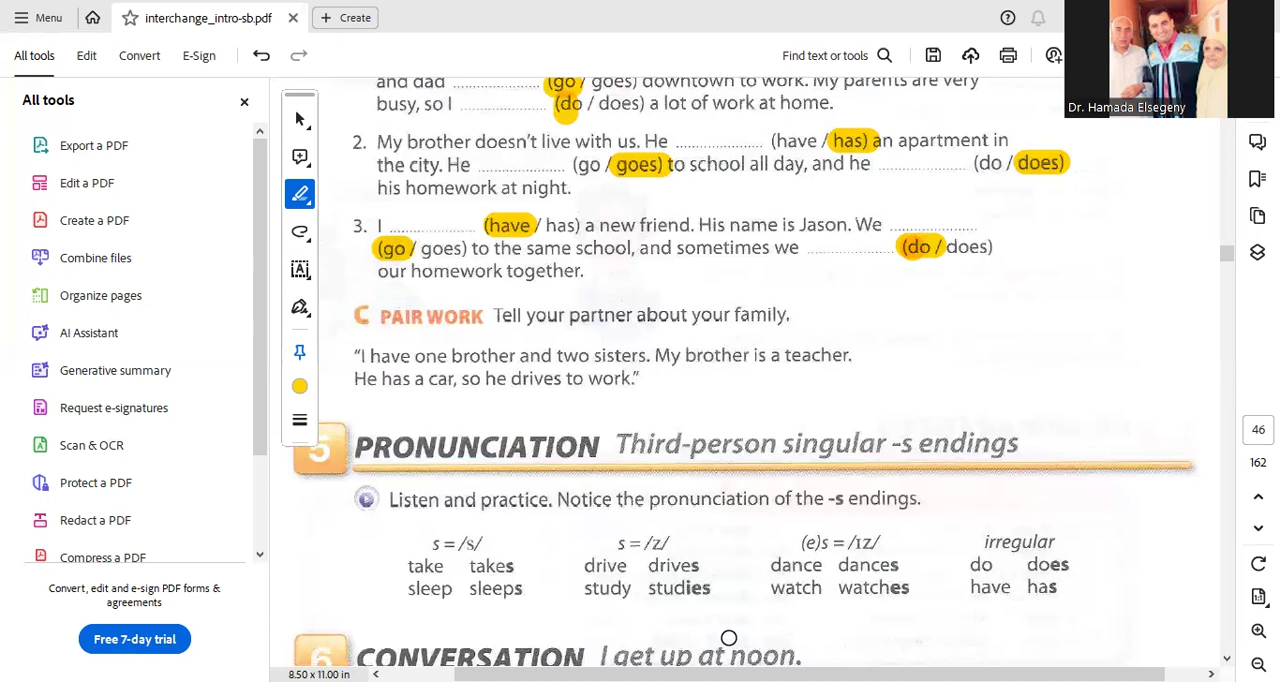 Menu
interchange_intro-sb.pdf
Create
All tools
Edit
Convert
E-Sign
Find text or tools
Dr. Hamada Elsegeny
All tools
Export a PDF
Edit a PDF
Create a PDF
Combine files
Organize pages
AI Assistant
Generative summary
Request e-signatures
Scan & OCR
Protect a PDF
Redact a PDF
Compress a PDF
Convert, edit and e-sign PDF forms &
agreements
Free 7-day trial
and dad .................... (go / goes) downtown to work. My parents are very
busy, so I .................... (do / does) a lot of work at home.
2. My brother doesn't live with us. He .................... (have / has) an apartment in
the city. He .................... (go / goes) to school all day, and he .................... (do / does)
his homework at night.
3. I .................... (have / has) a new friend. His name is Jason. We ....................
(go / goes) to the same school, and sometimes we .................... (do / does)
our homework together.
C PAIR WORK Tell your partner about your family.
"I have one brother and two sisters. My brother is a teacher.
He has a car, so he drives to work."
5 PRONUNCIATION Third-person singular -s endings
Listen and practice. Notice the pronunciation of the -s endings.
s = /s/ s = /z/ (e)s = /ɪz/ irregular
take takes drive drives dance dances do does
sleep sleeps study studies watch watches have has
6 CONVERSATION I get up at noon.
46
162
8.50 x 11.00 in